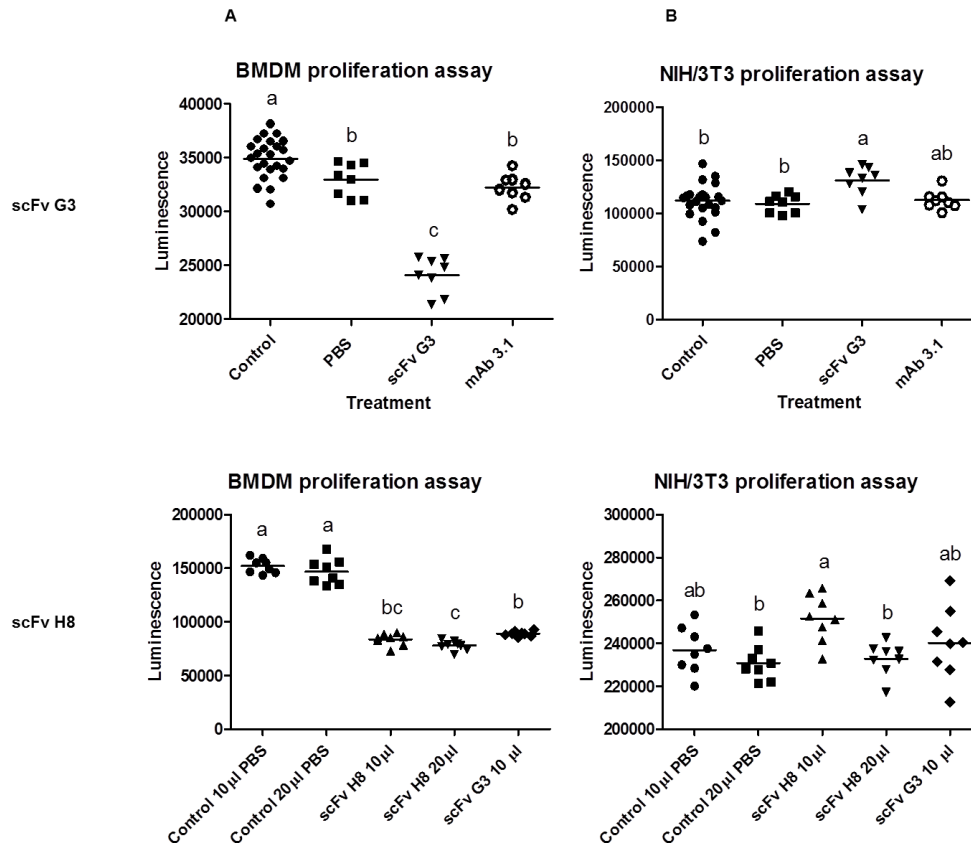 A
B
scFv G3
BMDM proliferation assay
Luminescence
40000
35000
30000
25000
20000
a
b
c
b
Control
PBS
scFv G3
mAb 3.1
Treatment
NIH/3T3 proliferation assay
Luminescence
200000
150000
100000
50000
0
b
b
a
ab
Control
PBS
scFv G3
mAb 3.1
Treatment
scFv H8
BMDM proliferation assay
Luminescence
200000
150000
100000
50000
0
a
a
bc
c
b
Control 10µl PBS
Control 20µl PBS
scFv H8 10µl
scFv H8 20µl
scFv G3 10 µl
NIH/3T3 proliferation assay
Luminescence
300000
280000
260000
240000
220000
200000
ab
b
a
b
ab
Control 10µl PBS
Control 20µl PBS
scFv H8 10µl
scFv H8 20µl
scFv G3 10 µl